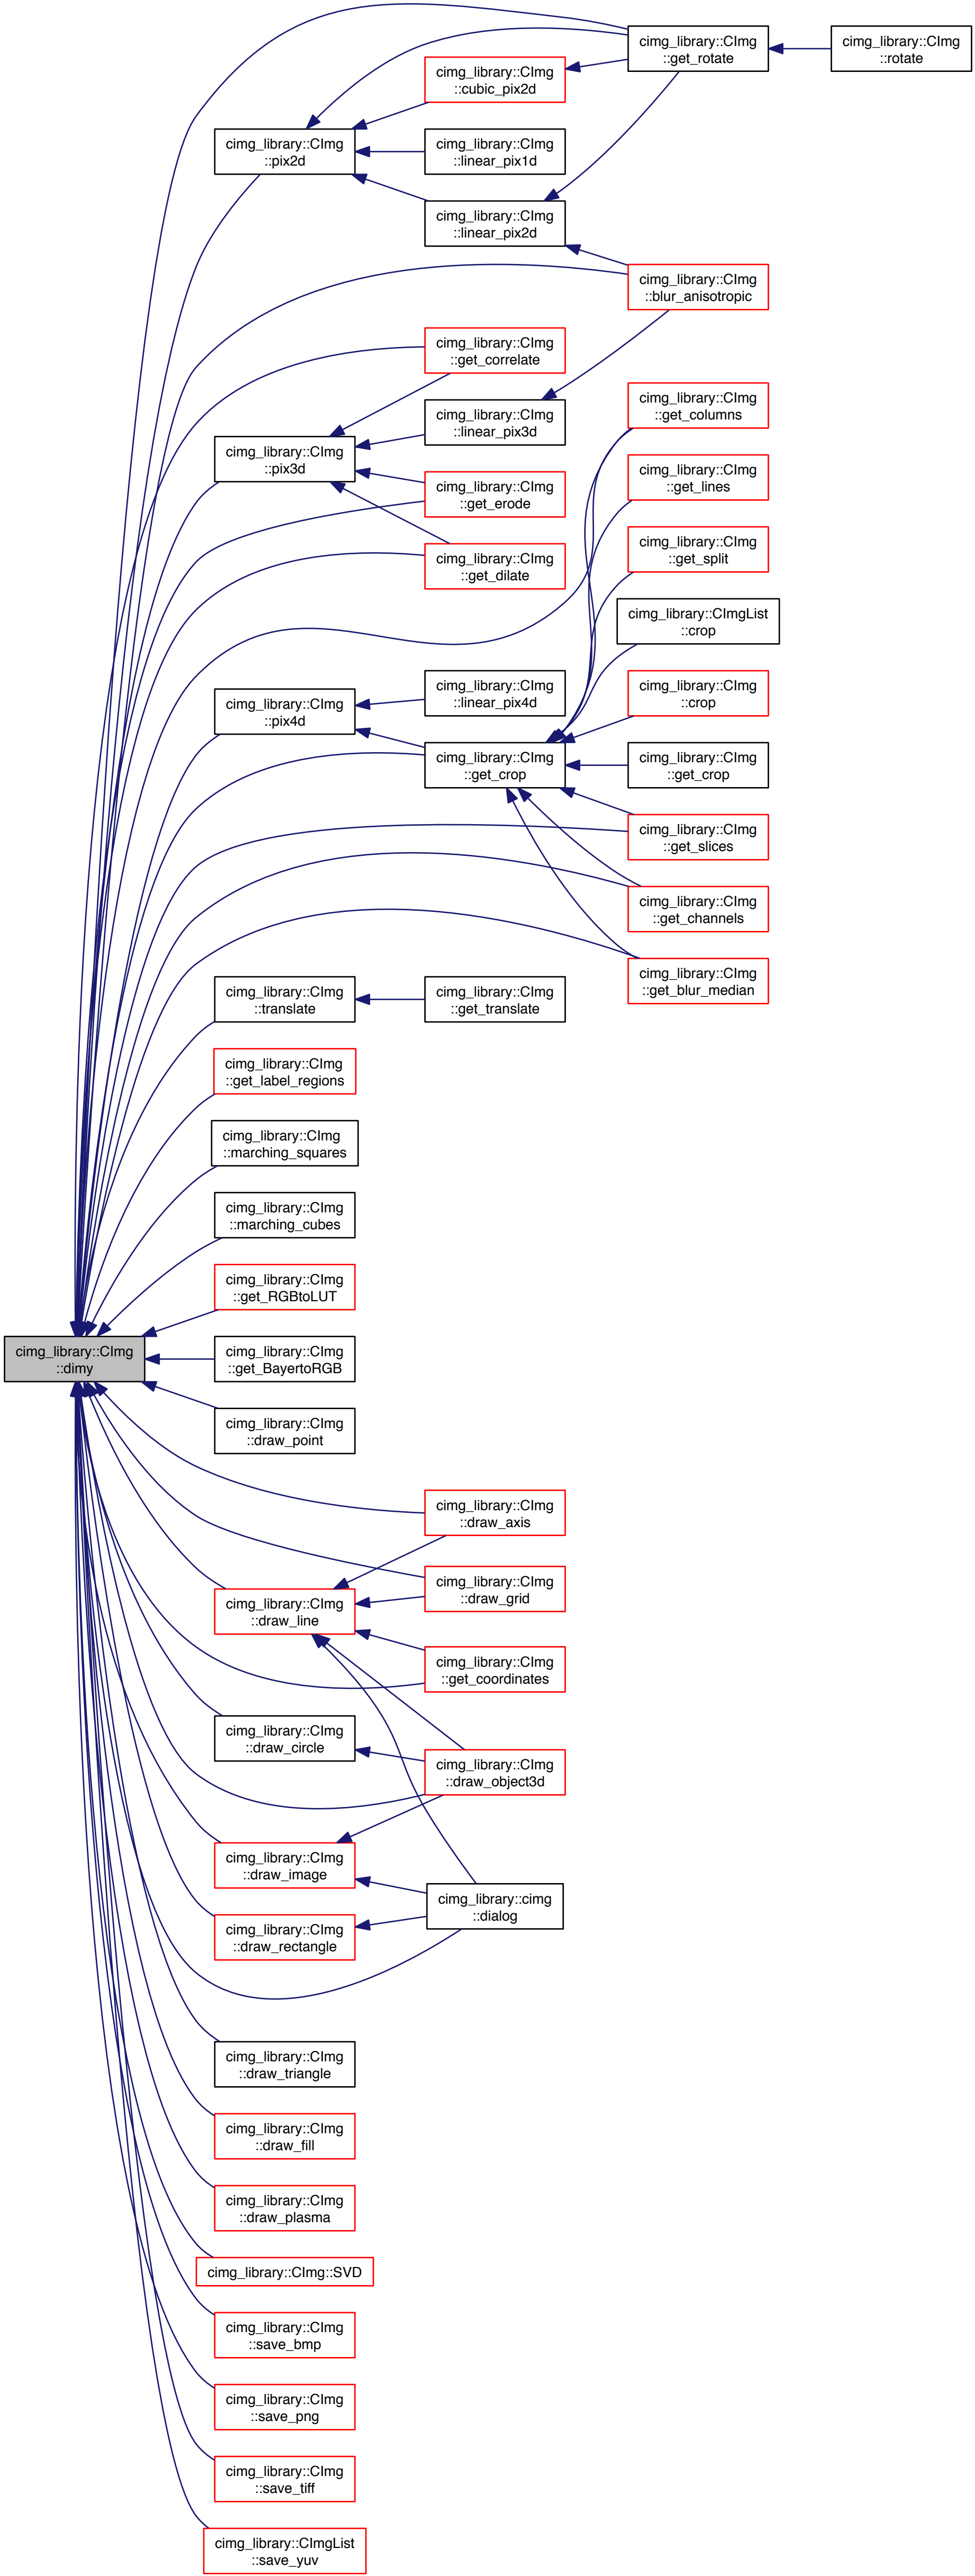 cimg_library::CImg
::get_rotate
cimg_library::CImg
::rotate
cimg_library::CImg
::cubic_pix2d
cimg_library::CImg
::pix2d
cimg_library::CImg
::linear_pix1d
cimg_library::CImg
::linear_pix2d
cimg_library::CImg
::blur_anisotropic
cimg_library::CImg
::get_correlate
cimg_library::CImg
::get_columns
cimg_library::CImg
::linear_pix3d
cimg_library::CImg
::pix3d
cimg_library::CImg
::get_lines
cimg_library::CImg
::get_erode
cimg_library::CImg
::get_split
cimg_library::CImg
::get_dilate
cimg_library::CImgList
::crop
cimg_library::CImg
::linear_pix4d
cimg_library::CImg
::crop
cimg_library::CImg
::pix4d
cimg_library::CImg
::get_crop
cimg_library::CImg
::get_crop
cimg_library::CImg
::get_slices
cimg_library::CImg
::get_channels
cimg_library::CImg
::get_blur_median
cimg_library::CImg
::translate
cimg_library::CImg
::get_translate
cimg_library::CImg
::get_label_regions
cimg_library::CImg
::marching_squares
cimg_library::CImg
::marching_cubes
cimg_library::CImg
::get_RGBtoLUT
cimg_library::CImg
::dimy
cimg_library::CImg
::get_BayertoRGB
cimg_library::CImg
::draw_point
cimg_library::CImg
::draw_axis
cimg_library::CImg
::draw_grid
cimg_library::CImg
::draw_line
cimg_library::CImg
::get_coordinates
cimg_library::CImg
::draw_circle
cimg_library::CImg
::draw_object3d
cimg_library::CImg
::draw_image
cimg_library::cimg
::dialog
cimg_library::CImg
::draw_rectangle
cimg_library::CImg
::draw_triangle
cimg_library::CImg
::draw_fill
cimg_library::CImg
::draw_plasma
cimg_library::CImg::SVD
cimg_library::CImg
::save_bmp
cimg_library::CImg
::save_png
cimg_library::CImg
::save_tiff
cimg_library::CImgList
::save_yuv